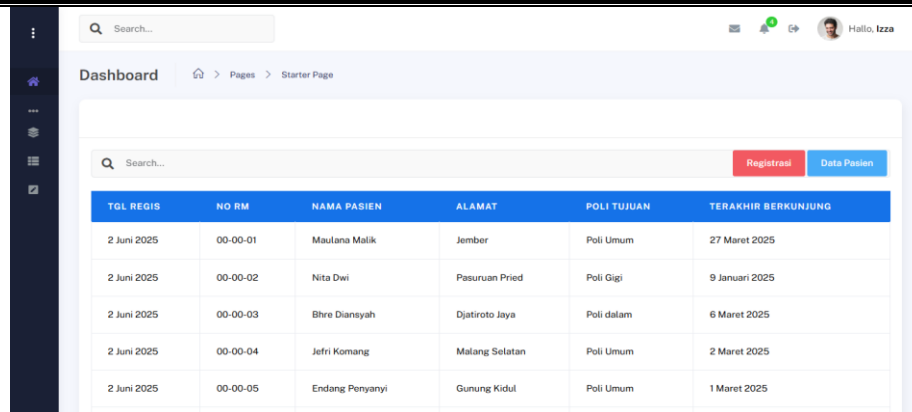 Search...
4
Hallo, Izza
Dashboard > Pages > Starter Page
Search... Registrasi Data Pasien
TGL REGIS NO RM NAMA PASIEN ALAMAT POLI TUJUAN TERAKHIR BERKUNJUNG
2 Juni 2025 00-00-01 Maulana Malik Jember Poli Umum 27 Maret 2025
2 Juni 2025 00-00-02 Nita Dwi Pasuruan Pried Poli Gigi 9 Januari 2025
2 Juni 2025 00-00-03 Bhre Diansyah Djatiroto Jaya Poli dalam 6 Maret 2025
2 Juni 2025 00-00-04 Jefri Komang Malang Selatan Poli Umum 2 Maret 2025
2 Juni 2025 00-00-05 Endang Penyanyi Gunung Kidul Poli Umum 1 Maret 2025